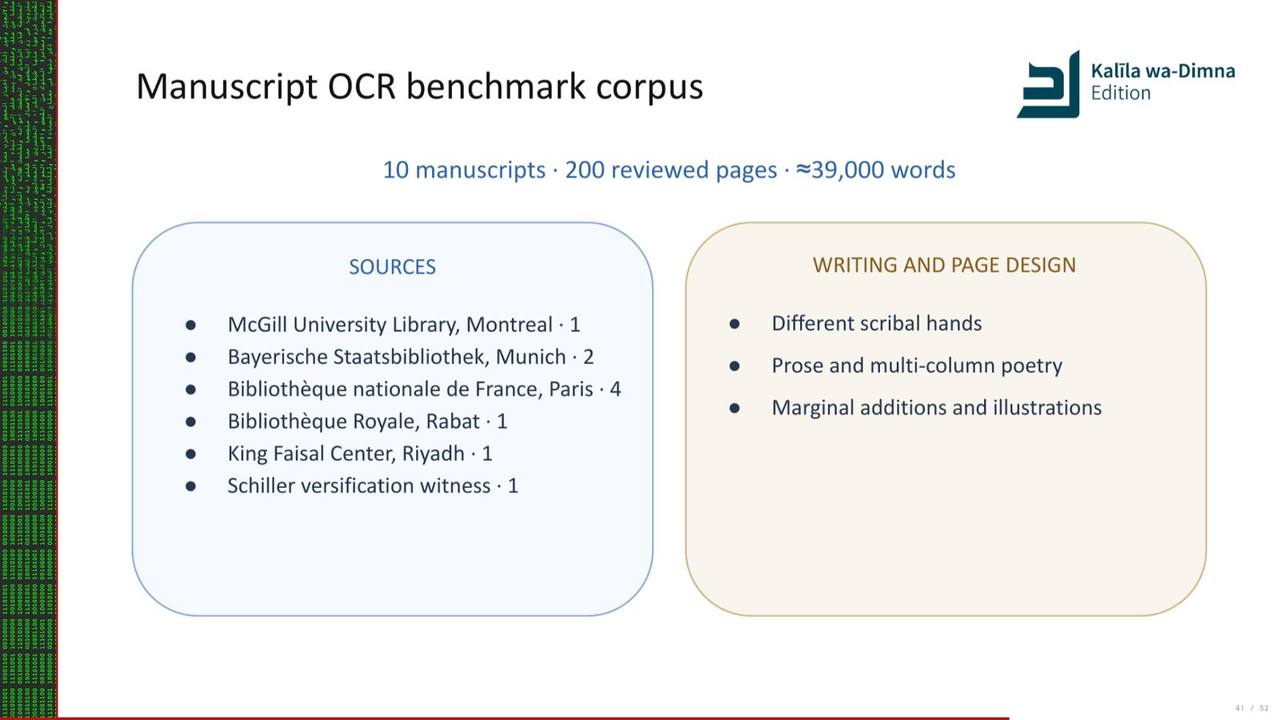 Manuscript OCR benchmark corpus
Kalīla wa-Dimna
Edition
10 manuscripts · 200 reviewed pages · ≈39,000 words
SOURCES
● McGill University Library, Montreal · 1
● Bayerische Staatsbibliothek, Munich · 2
● Bibliothèque nationale de France, Paris · 4
● Bibliothèque Royale, Rabat · 1
● King Faisal Center, Riyadh · 1
● Schiller versification witness · 1
WRITING AND PAGE DESIGN
● Different scribal hands
● Prose and multi-column poetry
● Marginal additions and illustrations
41 / 52